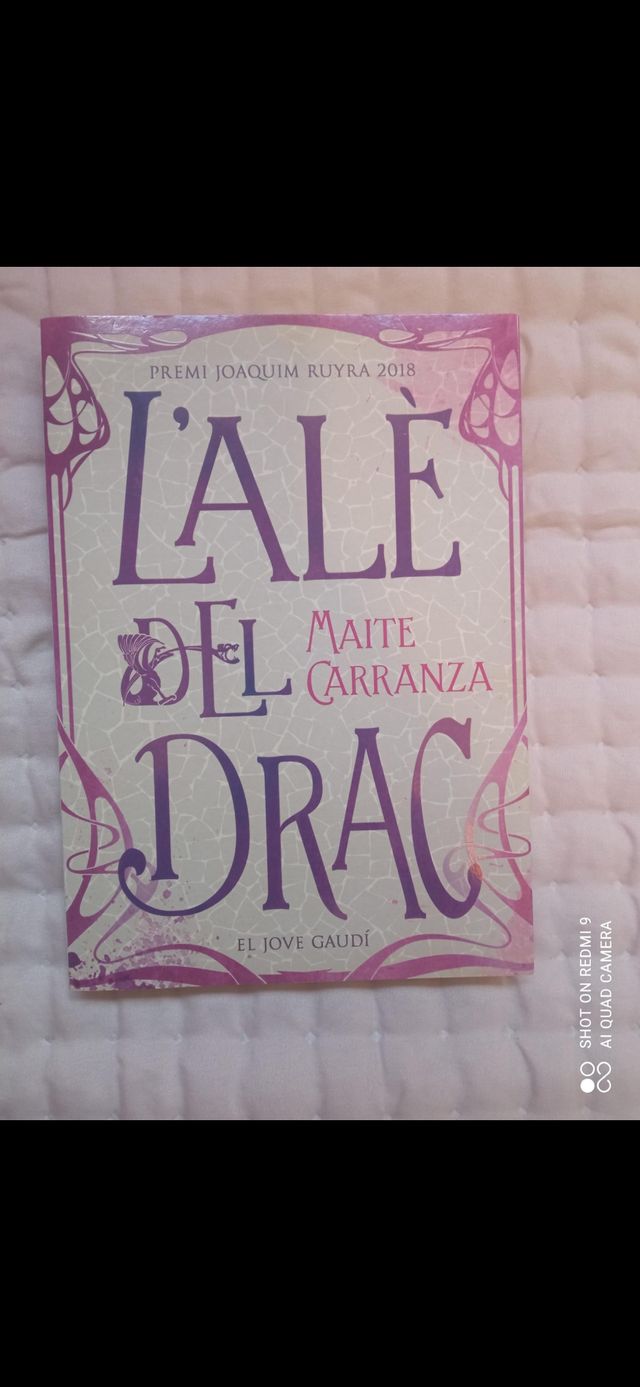 PREMI JOAQUIM RUYRA 2018
L'ALÈ
DEL
MAITE
CARRANZA
DRAC
EL JOVE GAUDÍ
SHOT ON REDMI 9
AI QUAD CAMERA